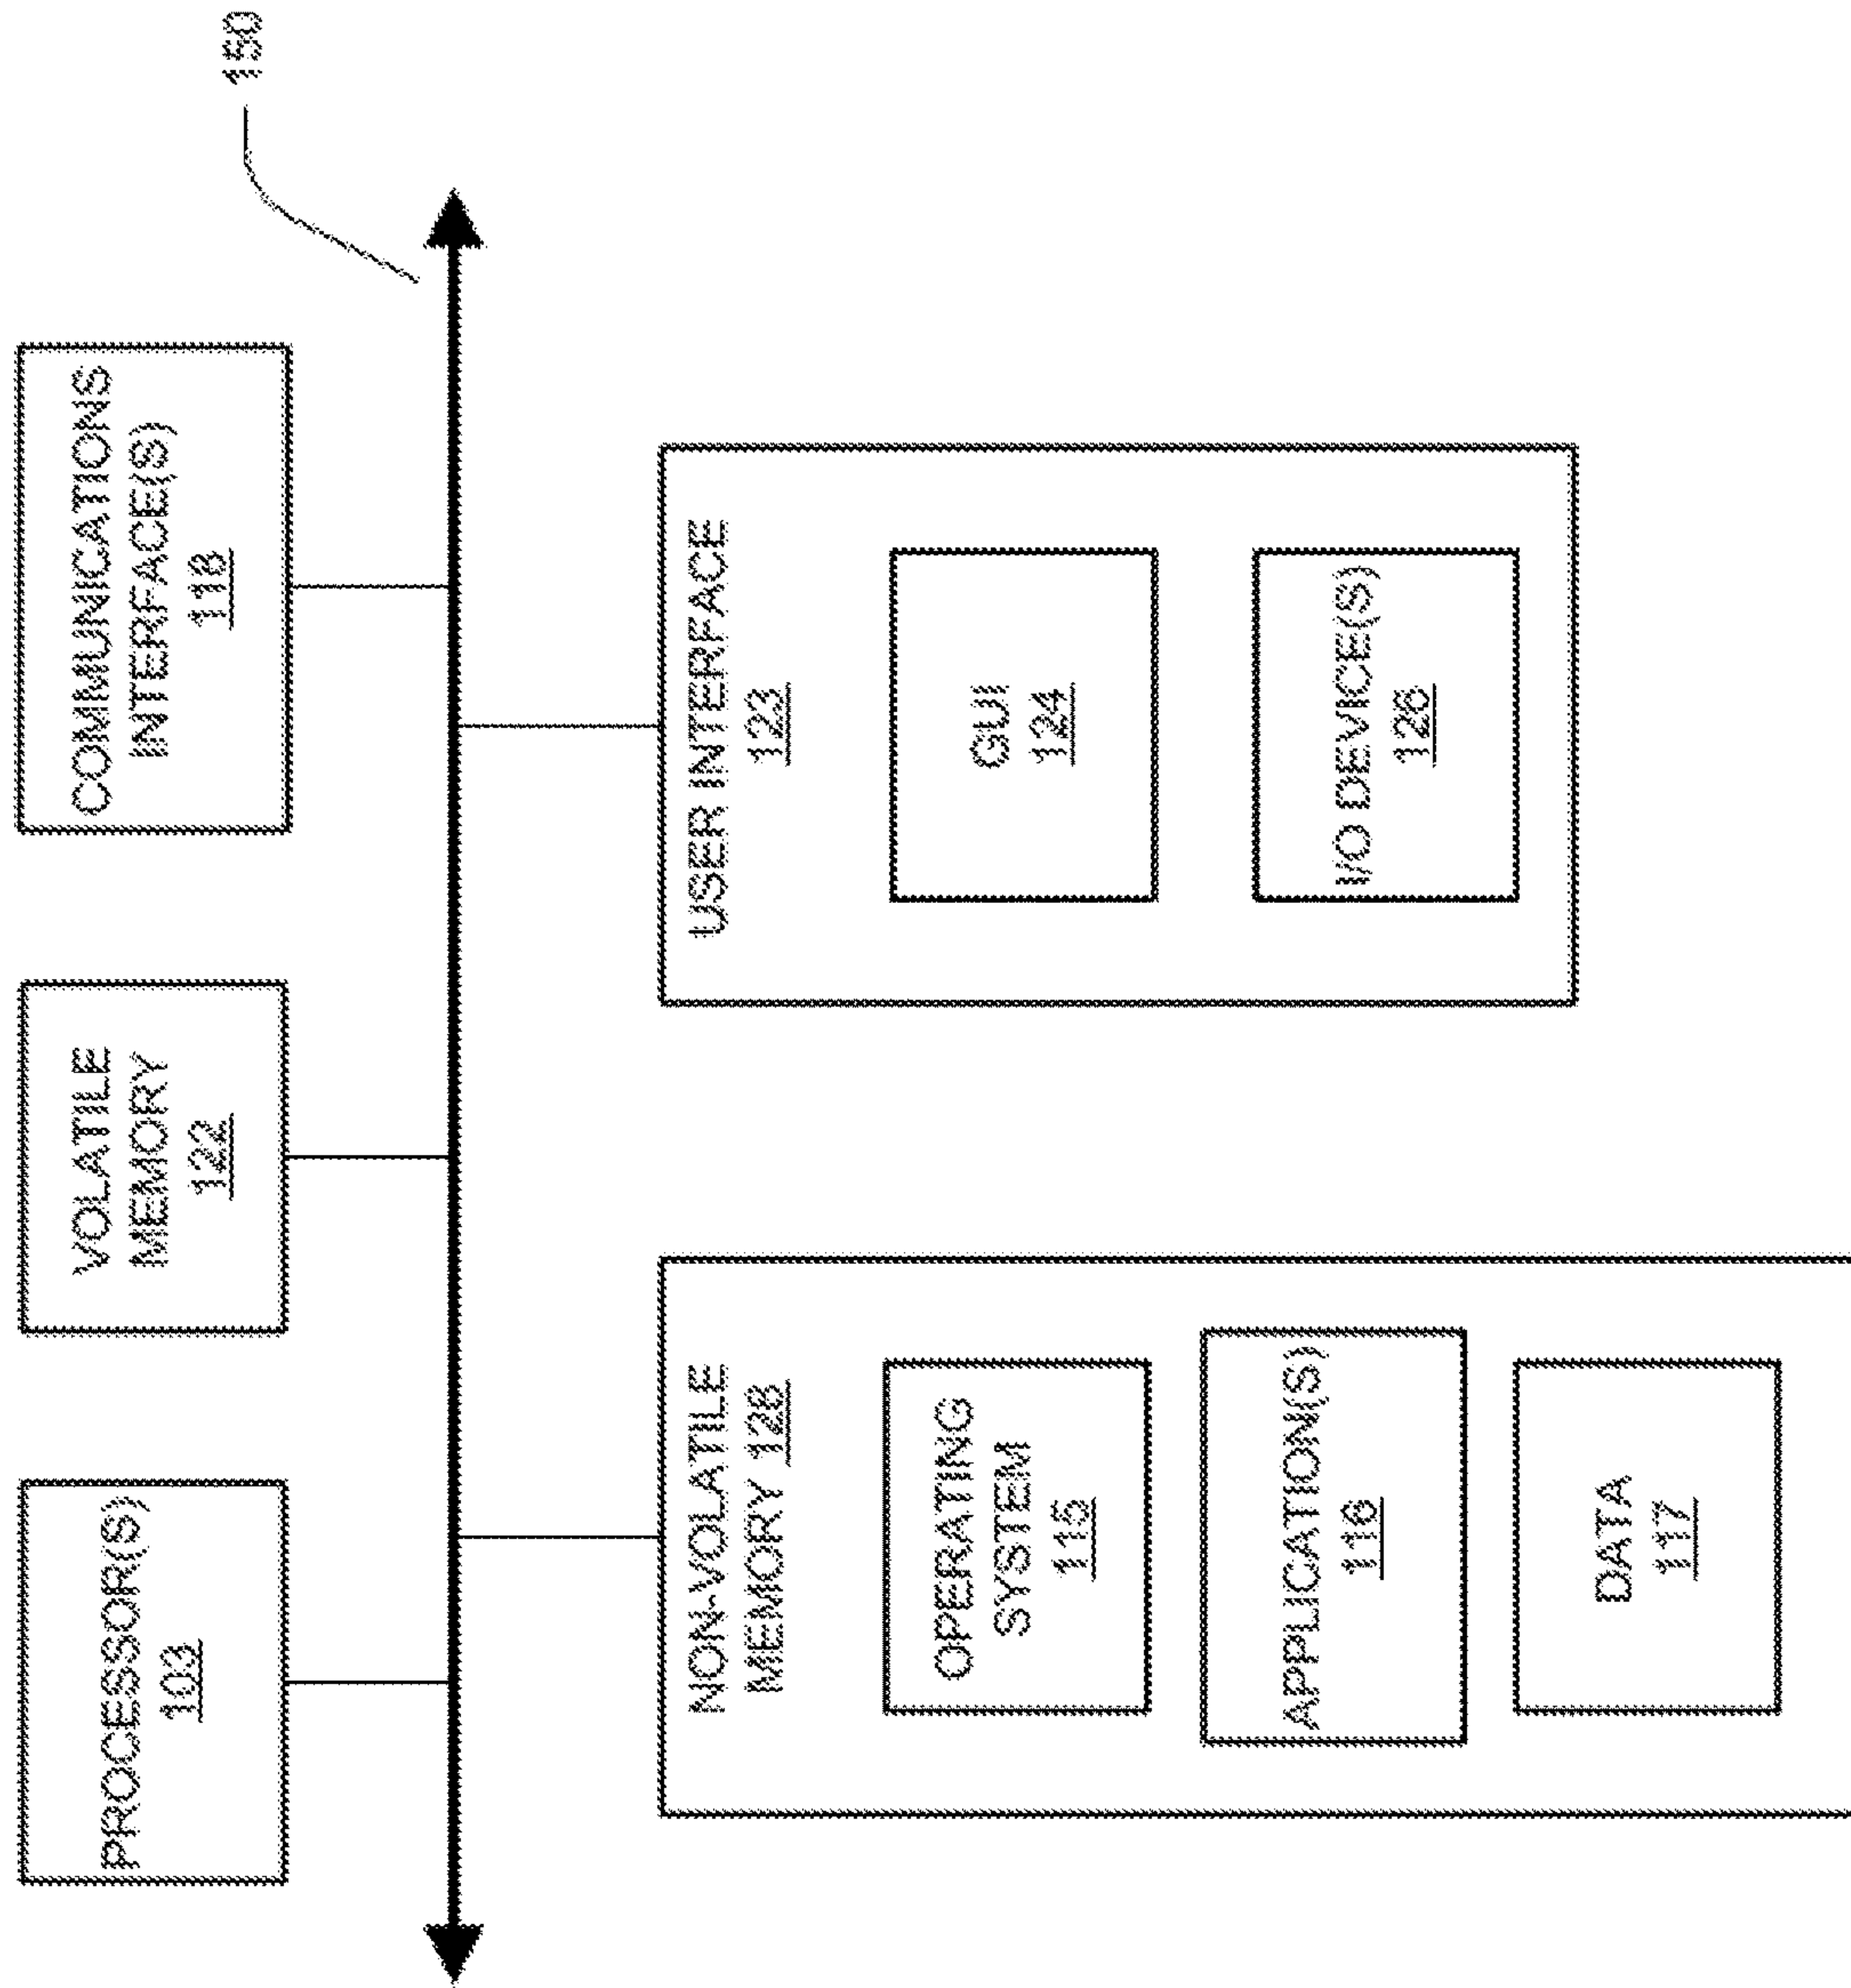 150
PROCESSOR(S)
103
VOLATILE
MEMORY
122
COMMUNICATIONS
INTERFACE(S)
118
NON-VOLATILE
MEMORY 128
OPERATING
SYSTEM
115
APPLICATION(S)
116
DATA
117
USER INTERFACE
123
GUI
124
I/O DEVICE(S)
126